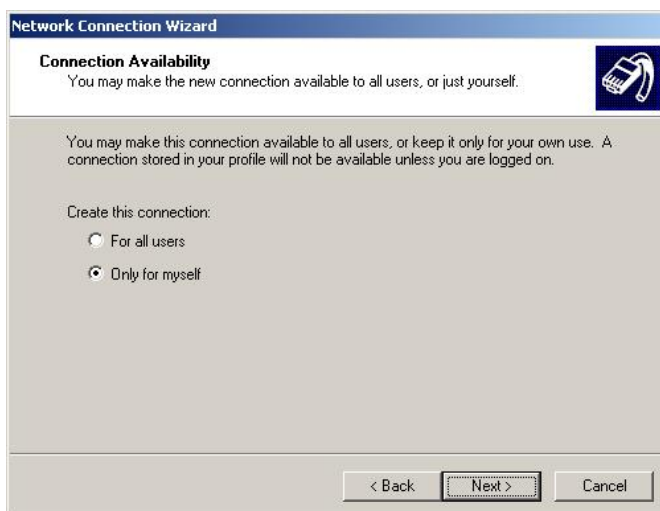 Network Connection Wizard
Connection Availability
You may make the new connection available to all users, or just yourself.
You may make this connection available to all users, or keep it only for your own use. A
connection stored in your profile will not be available unless you are logged on.
Create this connection:
For all users
Only for myself
< Back Next > Cancel